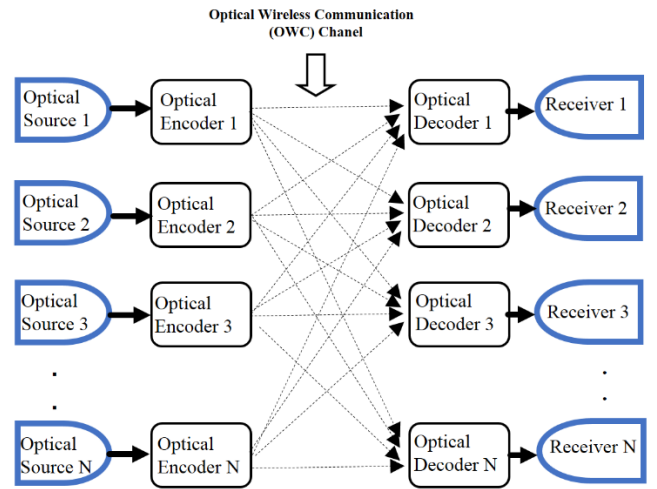 Optical Wireless Communication
(OWC) Chanel
Optical
Source 1
Optical
Encoder 1
Optical
Decoder 1
Receiver 1
Optical
Source 2
Optical
Encoder 2
Optical
Decoder 2
Receiver 2
Optical
Source 3
Optical
Encoder 3
Optical
Decoder 3
Receiver 3
Optical
Source N
Optical
Encoder N
Optical
Decoder N
Receiver N